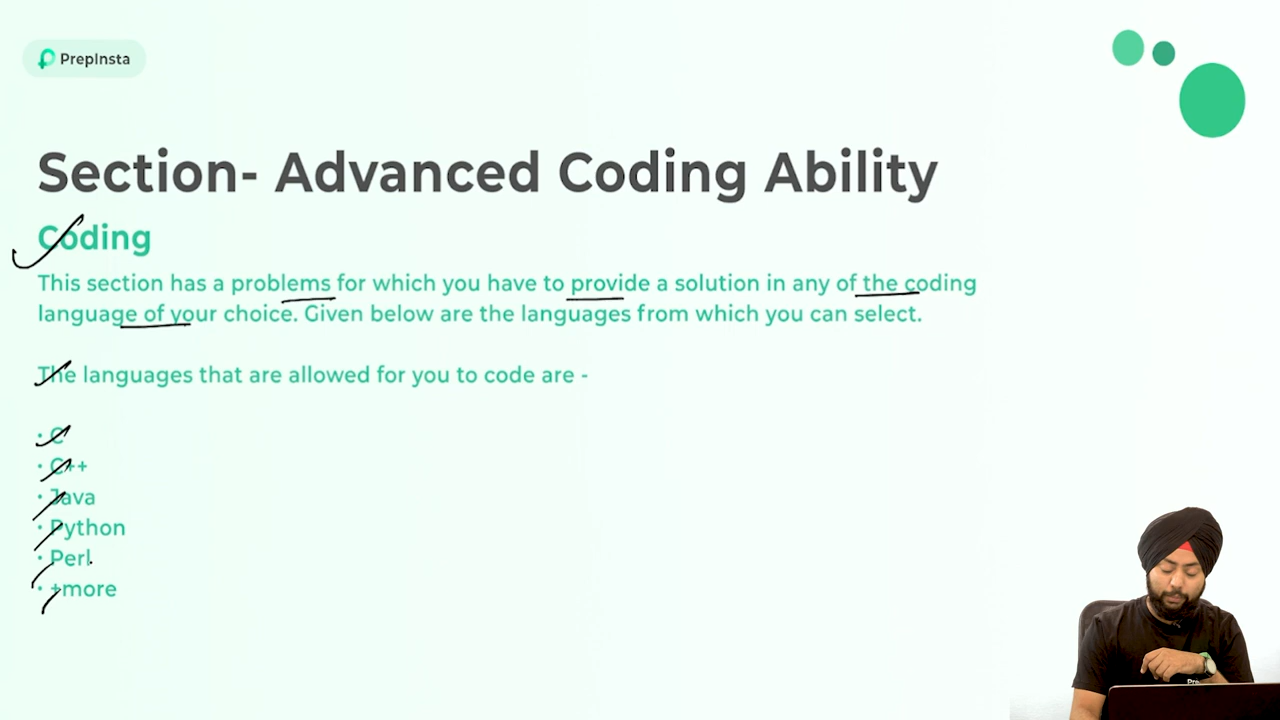 PrepInsta
Section- Advanced Coding Ability
Coding
This section has a problems for which you have to provide a solution in any of the coding
language of your choice. Given below are the languages from which you can select.
The languages that are allowed for you to code are -
• C
• C++
• Java
• Python
• Perl
• +more
Pre